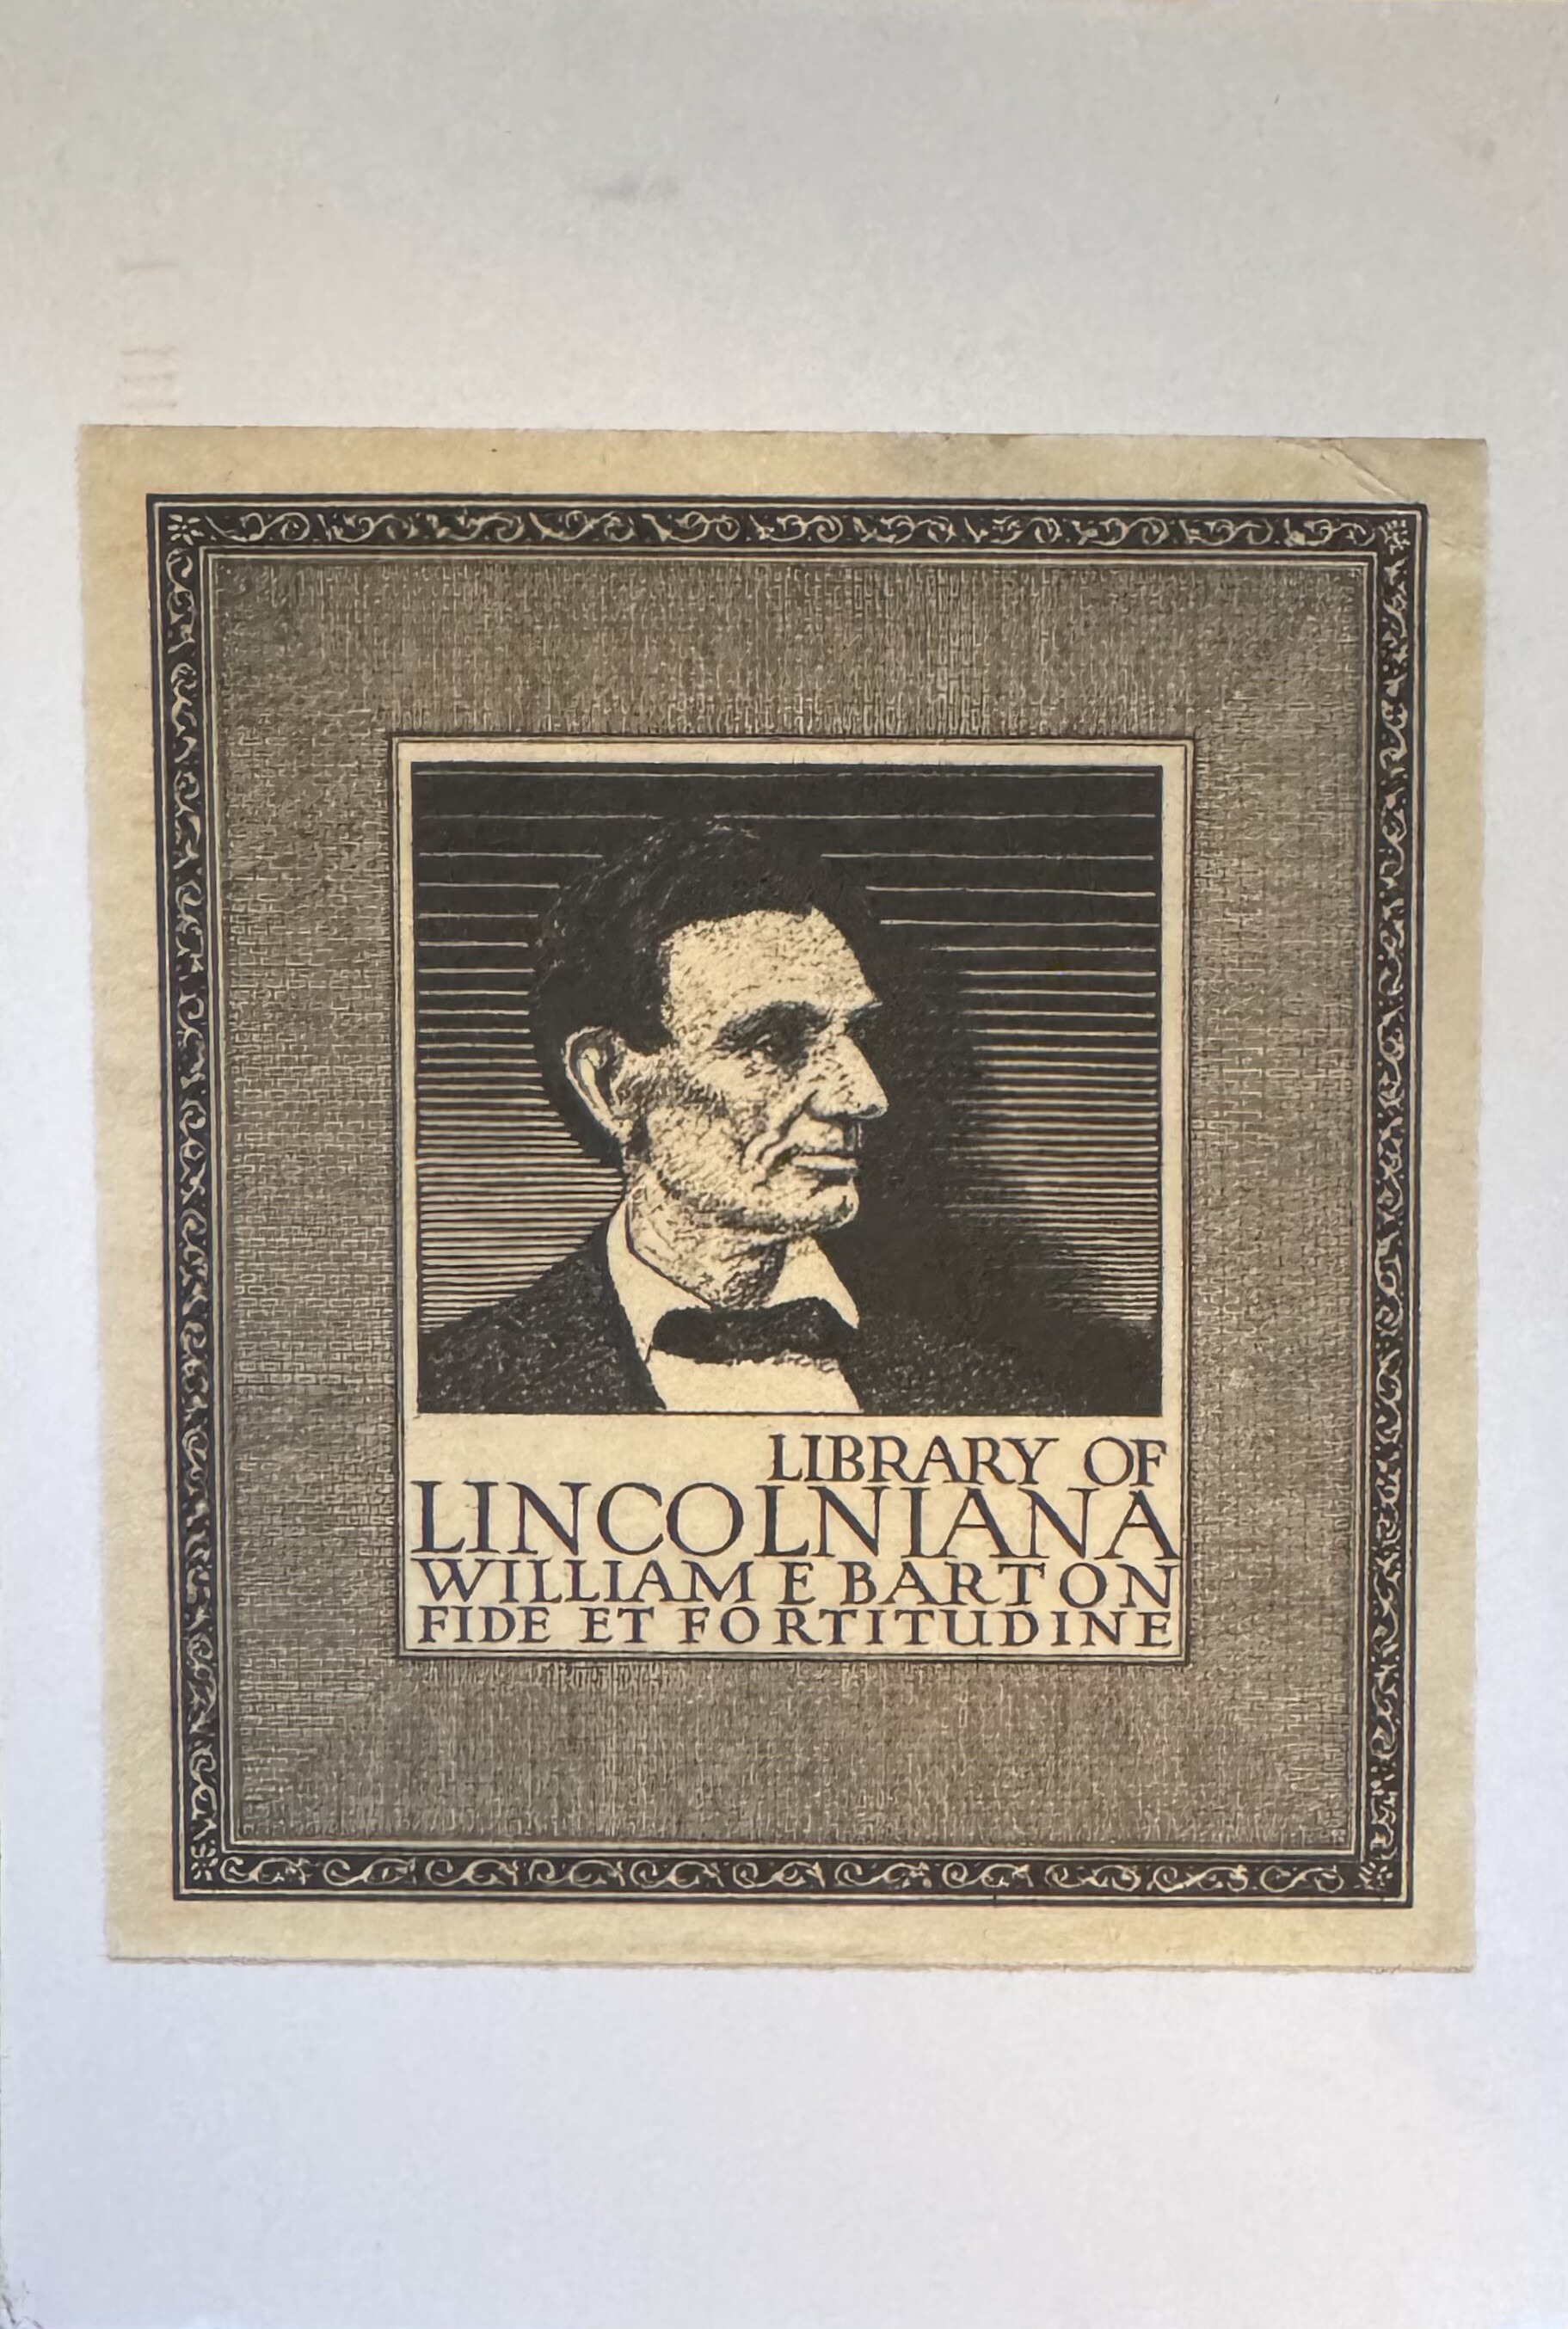 LIBRARY OF
LINCOLNIANA
WILLIAM E BARTON
FIDE ET FORTITUDINE